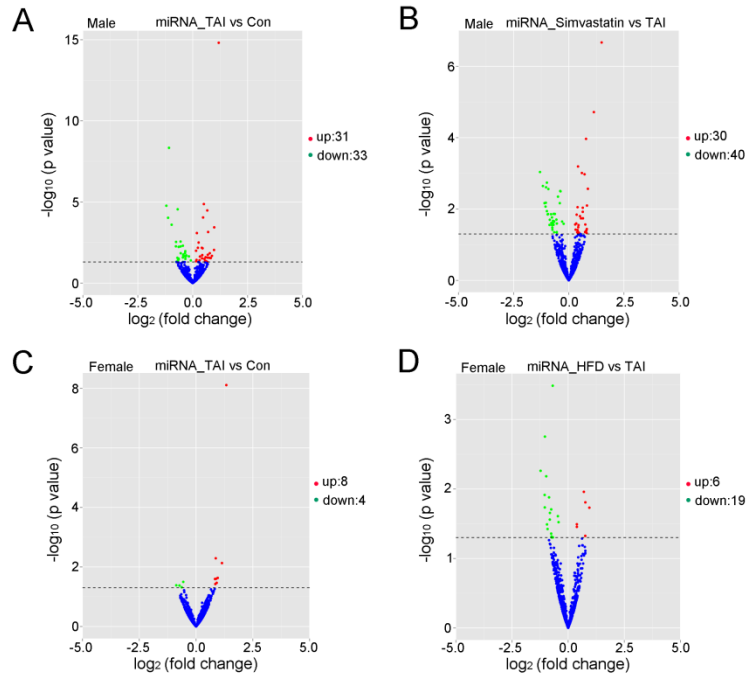 A
Male
miRNA_TAI vs Con
15
10
5
0
-log10 (p value)
-5.0
-2.5
0.0
2.5
5.0
log2 (fold change)
up:31
down:33
B
Male
miRNA_Simvastatin vs TAI
6
4
2
0
-log10 (p value)
-5.0
-2.5
0.0
2.5
5.0
log2 (fold change)
up:30
down:40
C
Female
miRNA_TAI vs Con
8
6
4
2
0
-log10 (p value)
-5.0
-2.5
0.0
2.5
5.0
log2 (fold change)
up:8
down:4
D
Female
miRNA_HFD vs TAI
3
2
1
0
-log10 (p value)
-5.0
-2.5
0.0
2.5
5.0
log2 (fold change)
up:6
down:19